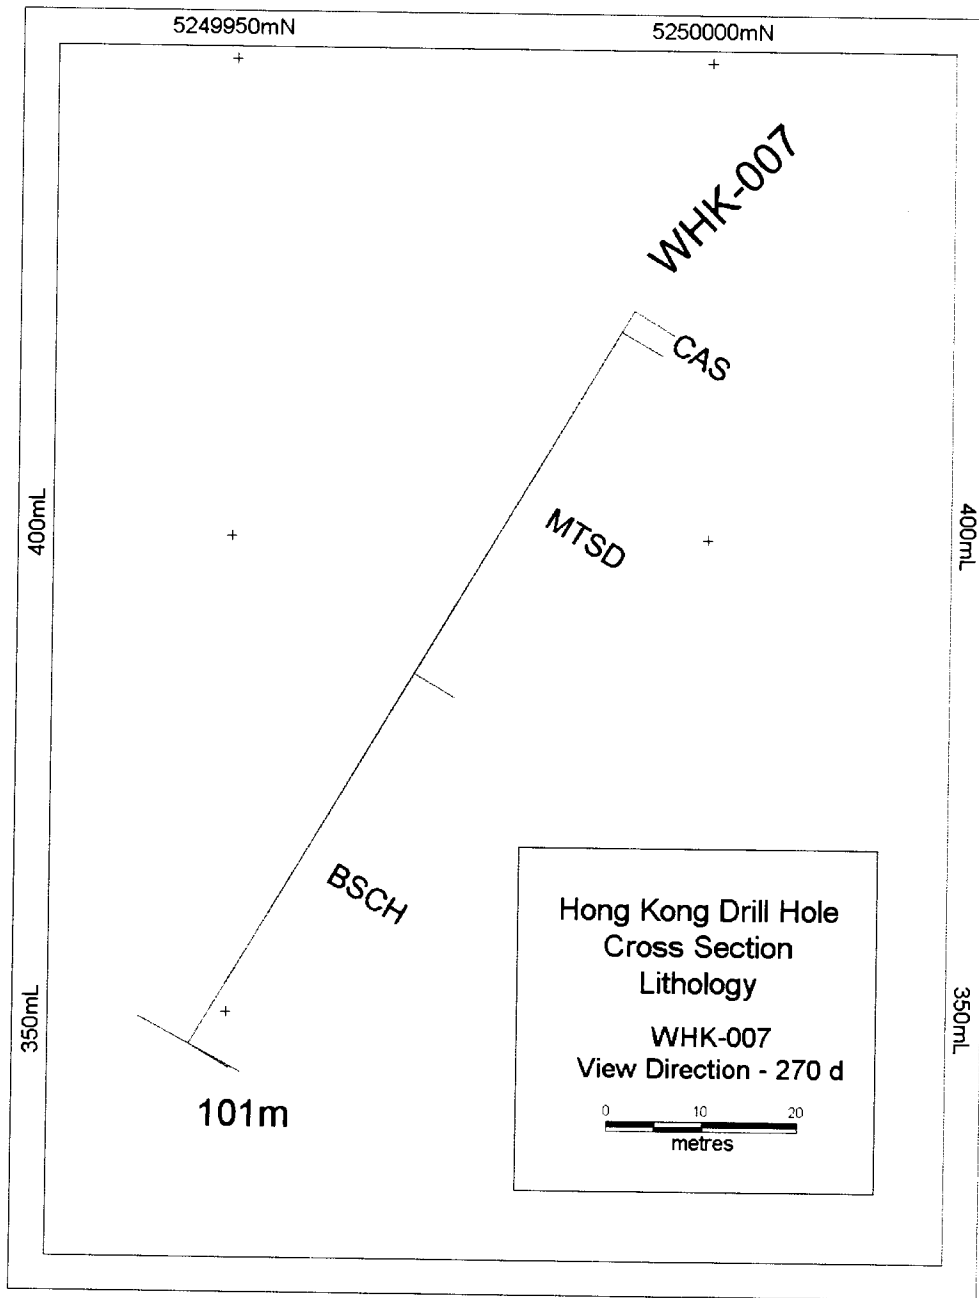 5249950mN
5250000mN
WHK-007
CAS
400mL
400mL
MTSD
BSCH
350mL
350mL
101m
Hong Kong Drill Hole
Cross Section
Lithology
WHK-007
View Direction - 270 d
0 10 20
metres